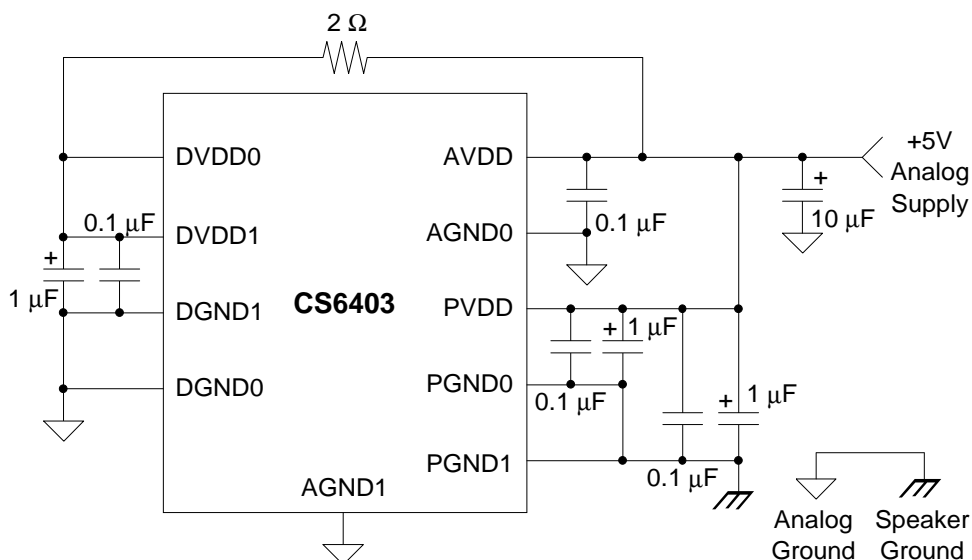 2 Ω
DVDD0
AVDD
+5V
Analog
Supply
0.1 μF
DVDD1
AGND0
0.1 μF
+
10 μF
+
1 μF
DGND1
CS6403
PVDD
+ 1 μF
DGND0
PGND0
0.1 μF
+ 1 μF
PGND1
0.1 μF
AGND1
Analog
Ground
Speaker
Ground